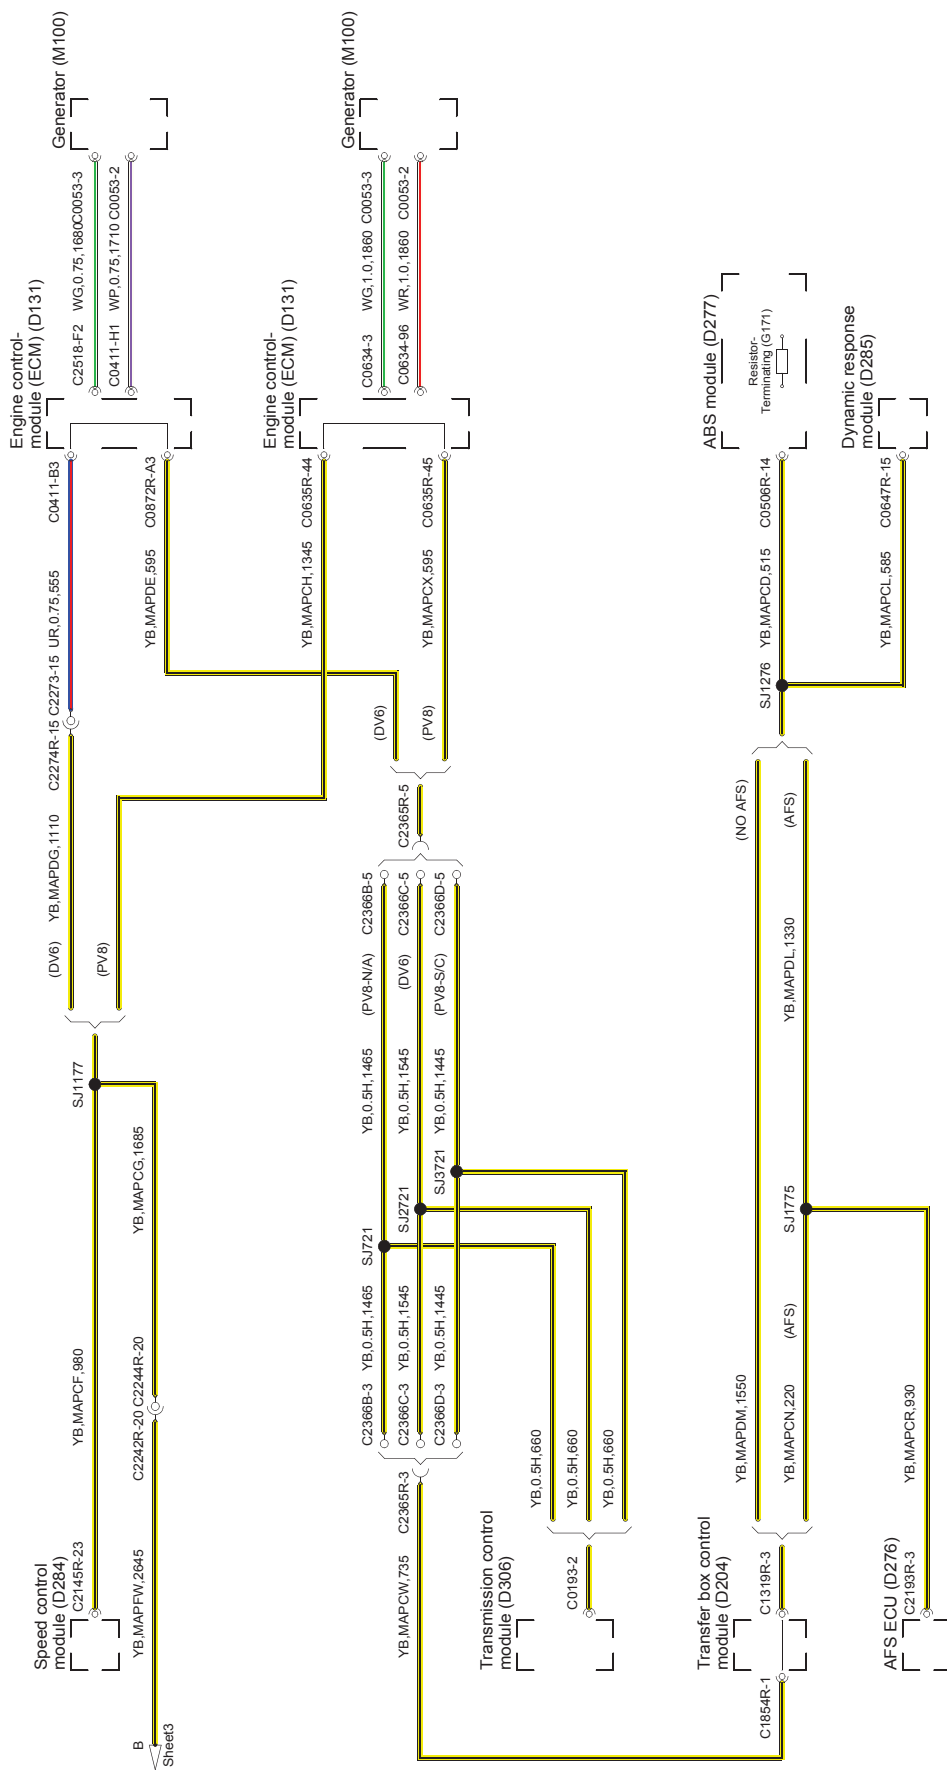 Generator (M100)
C2518-F2 WG,0.75,1680 C0053-3
C0411-H1 WP,0.75,1710 C0053-2
Engine control-
module (ECM) (D131)
C0411-B3
UR,0.75,555
C2273-15
C2274R-15
YB,MAPDG,1110
(DV6)
C0872R-A3
YB,MAPDE,595
(PV8)
SJ1177
YB,MAPCF,980
YB,MAPCG,1685
C2244R-20
C2242R-20
YB,MAPFW,2645
Speed control
module (D284)
C2145R-23
B
Sheet3
Generator (M100)
C0634-3 WG,1.0,1860 C0053-3
C0634-96 WR,1.0,1860 C0053-2
Engine control-
module (ECM) (D131)
C0635R-44
YB,MAPCH,1345
C0635R-45
YB,MAPCX,595
(DV6)
(PV8)
C2365R-5
C2366B-5
C2366C-5
C2366D-5
(PV8-N/A)
(DV6)
(PV8-S/C)
YB,0.5H,1465
YB,0.5H,1545
YB,0.5H,1445
SJ721
SJ2721
SJ3721
YB,0.5H,1465
YB,0.5H,1545
YB,0.5H,1445
C2366B-3
C2366C-3
C2366D-3
C2365R-3
YB,MAPCW,735
YB,0.5H,660
YB,0.5H,660
YB,0.5H,660
C0193-2
Transmission control
module (D306)
ABS module (D277)
Resistor-
Terminating (G171)
C0506R-14
YB,MAPCD,515
SJ1276
Dynamic response
module (D285)
C0647R-15
YB,MAPCL,585
(NO AFS)
(AFS)
YB,MAPDL,1330
SJ1775
(AFS)
YB,MAPDM,1550
YB,MAPCN,220
YB,MAPCR,930
Transfer box control
module (D204)
C1319R-3
C1854R-1
AFS ECU (D276)
C2193R-3